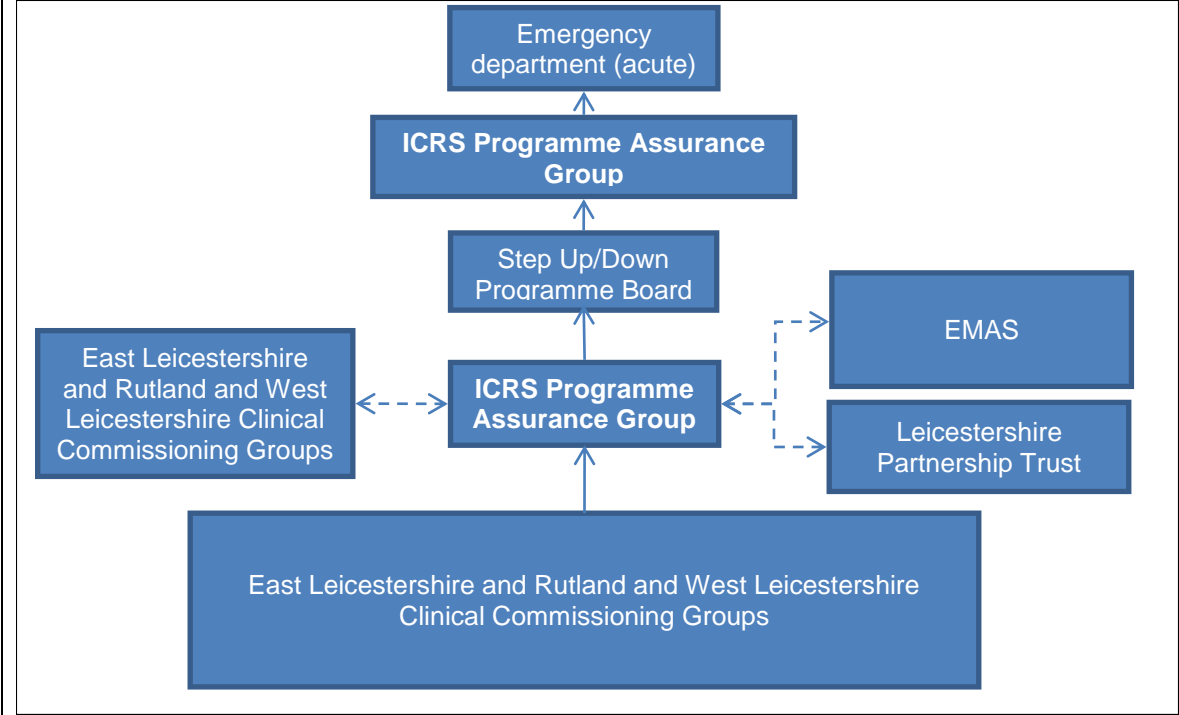 Emergency
department (acute)
ICRS Programme Assurance
Group
Step Up/Down
Programme Board
EMAS
East Leicestershire
and Rutland and West
Leicestershire Clinical
Commissioning Groups
ICRS Programme
Assurance Group
Leicestershire
Partnership Trust
East Leicestershire and Rutland and West Leicestershire
Clinical Commissioning Groups